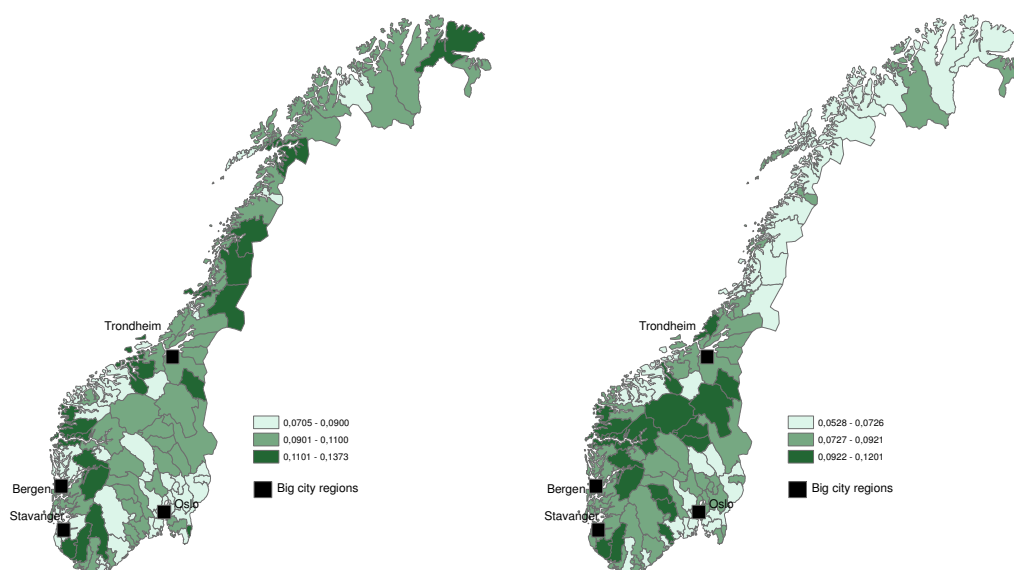 Trondheim
0,0705 - 0,0900
0,0901 - 0,1100
0,1101 - 0,1373
Big city regions
Bergen
Oslo
Stavanger
Trondheim
0,0528 - 0,0726
0,0727 - 0,0921
0,0922 - 0,1201
Big city regions
Bergen
Oslo
Stavanger